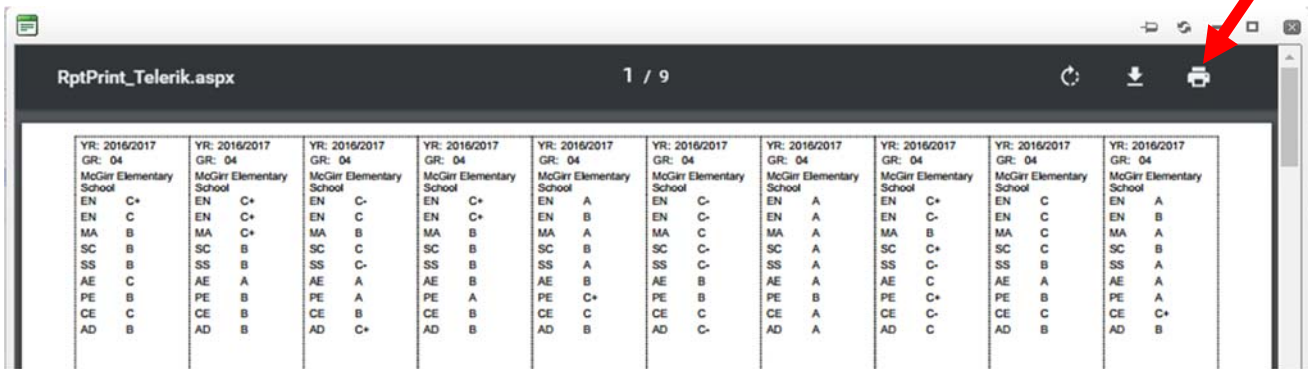 RptPrint_Telerik.aspx 1 / 9
YR: 2016/2017 YR: 2016/2017 YR: 2016/2017 YR: 2016/2017 YR: 2016/2017 YR: 2016/2017 YR: 2016/2017 YR: 2016/2017 YR: 2016/2017 YR: 2016/2017
GR: 04 GR: 04 GR: 04 GR: 04 GR: 04 GR: 04 GR: 04 GR: 04 GR: 04 GR: 04
McGirr Elementary McGirr Elementary McGirr Elementary McGirr Elementary McGirr Elementary McGirr Elementary McGirr Elementary McGirr Elementary McGirr Elementary McGirr Elementary
School School School School School School School School School School
EN C+ EN C+ EN C- EN C+ EN A EN C- EN A EN C+ EN C EN A
EN C EN C+ EN C EN C+ EN B EN C- EN A EN C- EN C EN B
MA B MA C+ MA B MA B MA A MA C MA A MA B MA C MA A
SC B SC B SC C SC B SC B SC C- SC A SC C+ SC C SC B
SS B SS B SS C- SS B SS A SS C- SS A SS C- SS B SS A
AE C AE A AE A AE B AE B AE B AE A AE C AE A AE A
PE B PE B PE A PE A PE C+ PE B PE B PE C+ PE B PE A
CE C CE B CE B CE B CE C CE C CE A CE C- CE C CE C+
AD B AD B AD C+ AD B AD B AD C- AD A AD C AD B AD B